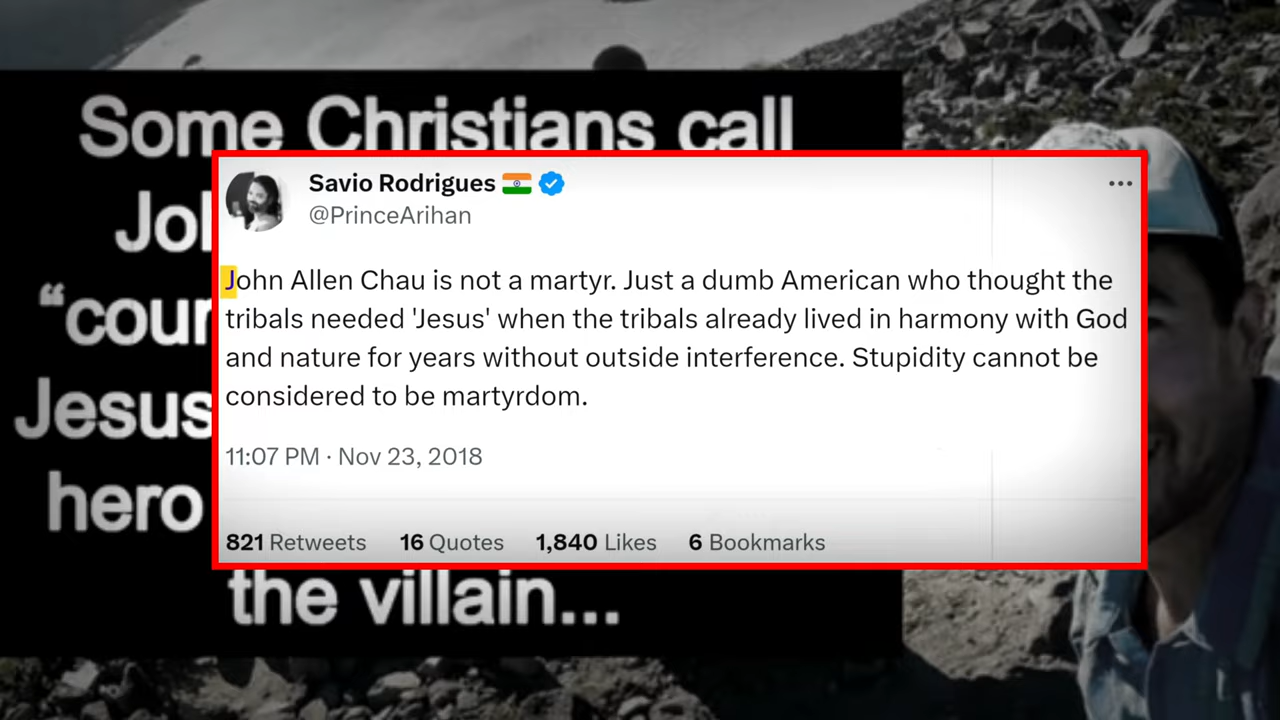 Some Christians call
Savio Rodrigues
@PrinceArihan
John Allen Chau is not a martyr. Just a dumb American who thought the
tribals needed 'Jesus' when the tribals already lived in harmony with God
and nature for years without outside interference. Stupidity cannot be
considered to be martyrdom.
11:07 PM · Nov 23, 2018
821 Retweets 16 Quotes 1,840 Likes 6 Bookmarks
Jesus
hero
the villain...